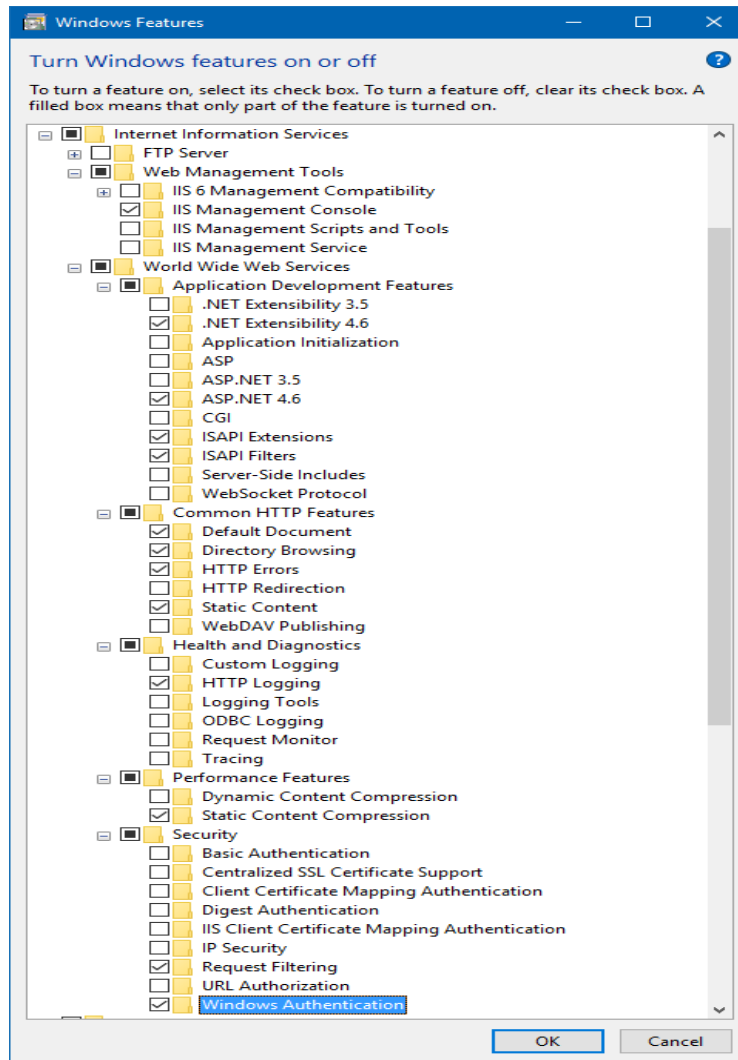 Windows Features
Turn Windows features on or off
?
To turn a feature on, select its check box. To turn a feature off, clear its check box. A
filled box means that only part of the feature is turned on.
Internet Information Services
FTP Server
Web Management Tools
IIS 6 Management Compatibility
IIS Management Console
IIS Management Scripts and Tools
IIS Management Service
World Wide Web Services
Application Development Features
.NET Extensibility 3.5
.NET Extensibility 4.6
Application Initialization
ASP
ASP.NET 3.5
ASP.NET 4.6
CGI
ISAPI Extensions
ISAPI Filters
Server-Side Includes
WebSocket Protocol
Common HTTP Features
Default Document
Directory Browsing
HTTP Errors
HTTP Redirection
Static Content
WebDAV Publishing
Health and Diagnostics
Custom Logging
HTTP Logging
Logging Tools
ODBC Logging
Request Monitor
Tracing
Performance Features
Dynamic Content Compression
Static Content Compression
Security
Basic Authentication
Centralized SSL Certificate Support
Client Certificate Mapping Authentication
Digest Authentication
IIS Client Certificate Mapping Authentication
IP Security
Request Filtering
URL Authorization
Windows Authentication
OK
Cancel